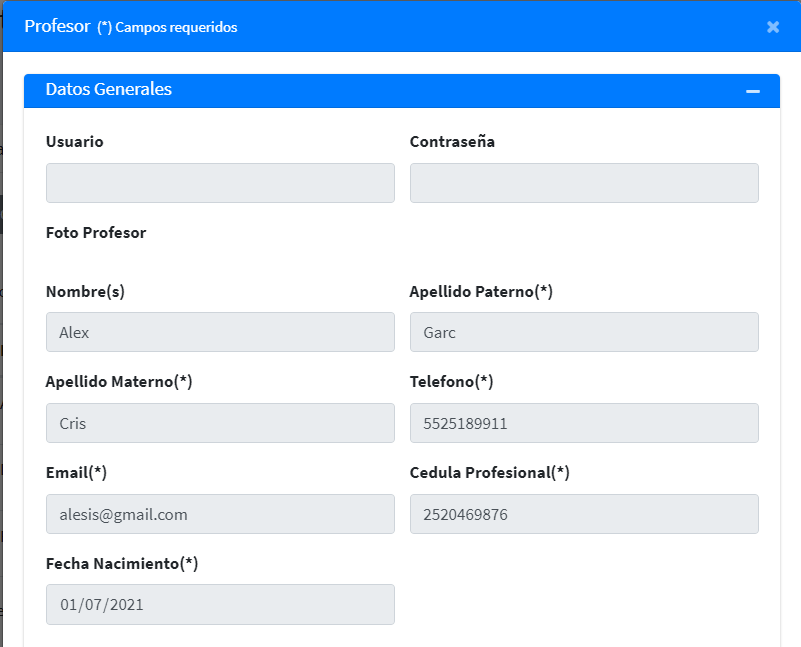 Profesor (*) Campos requeridos
Datos Generales
Usuario Contraseña
Foto Profesor
Nombre(s) Apellido Paterno(*)
Alex Garc
Apellido Materno(*) Telefono(*)
Cris 5525189911
Email(*) Cedula Profesional(*)
alesis@gmail.com 2520469876
Fecha Nacimiento(*)
01/07/2021